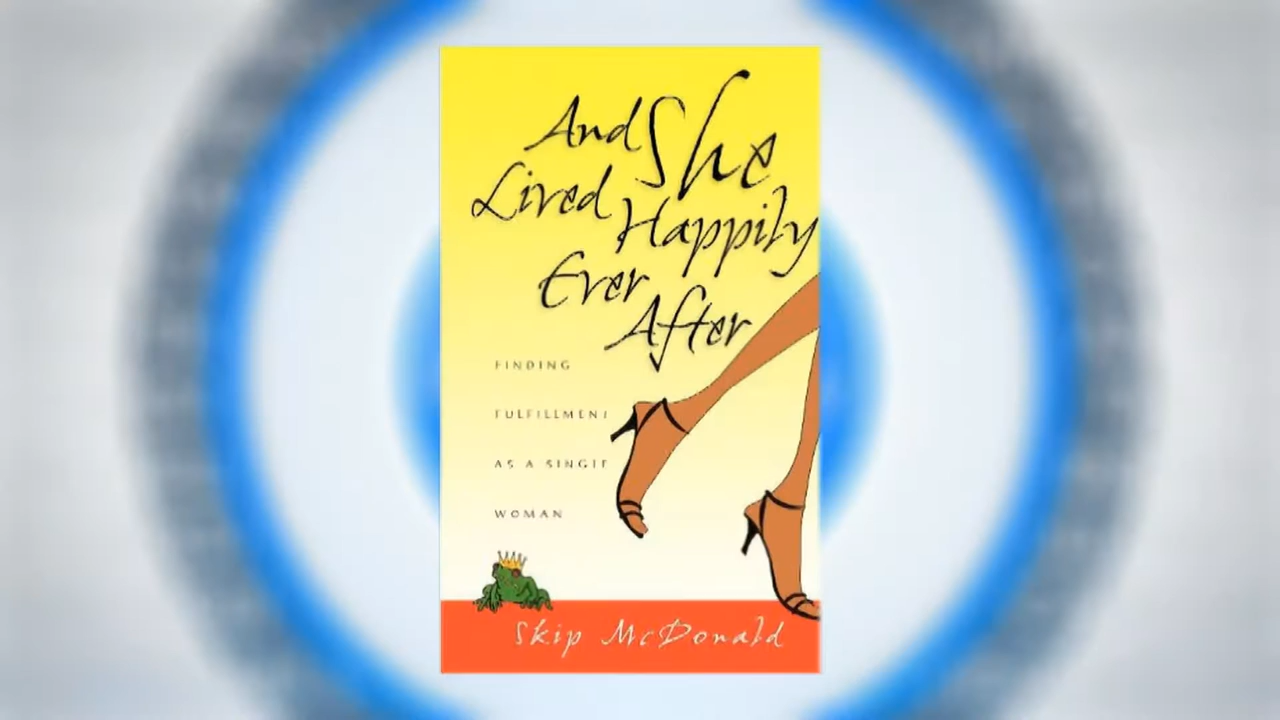 And She
Lived Happily
Ever
After
FINDING
FULFILLMENT
AS A SINGLE
WOMAN
Skip McDonald